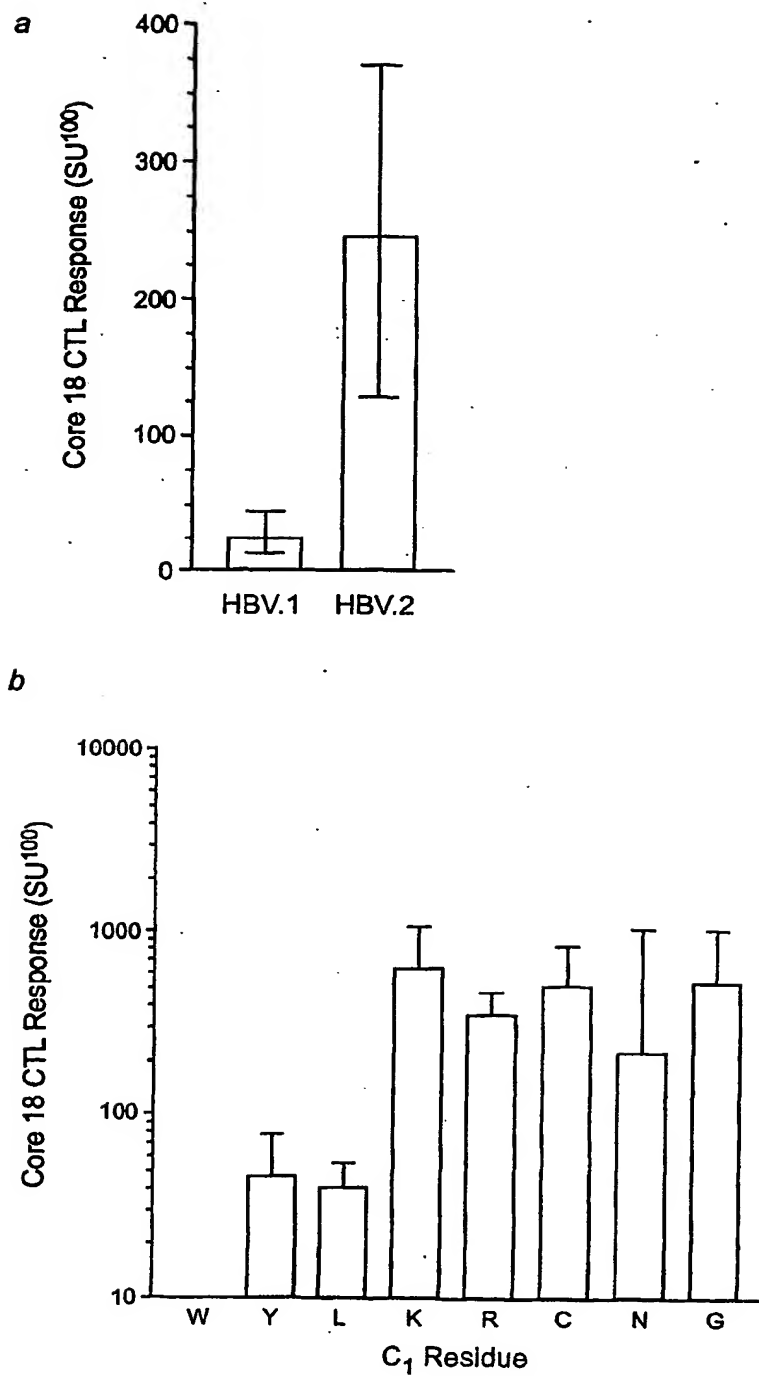 a
Core 18 CTL Response (SU100)
400
300
200
100
0
HBV.1 HBV.2
b
Core 18 CTL Response (SU100)
10000
1000
100
10
W Y L K R C N G
C1 Residue